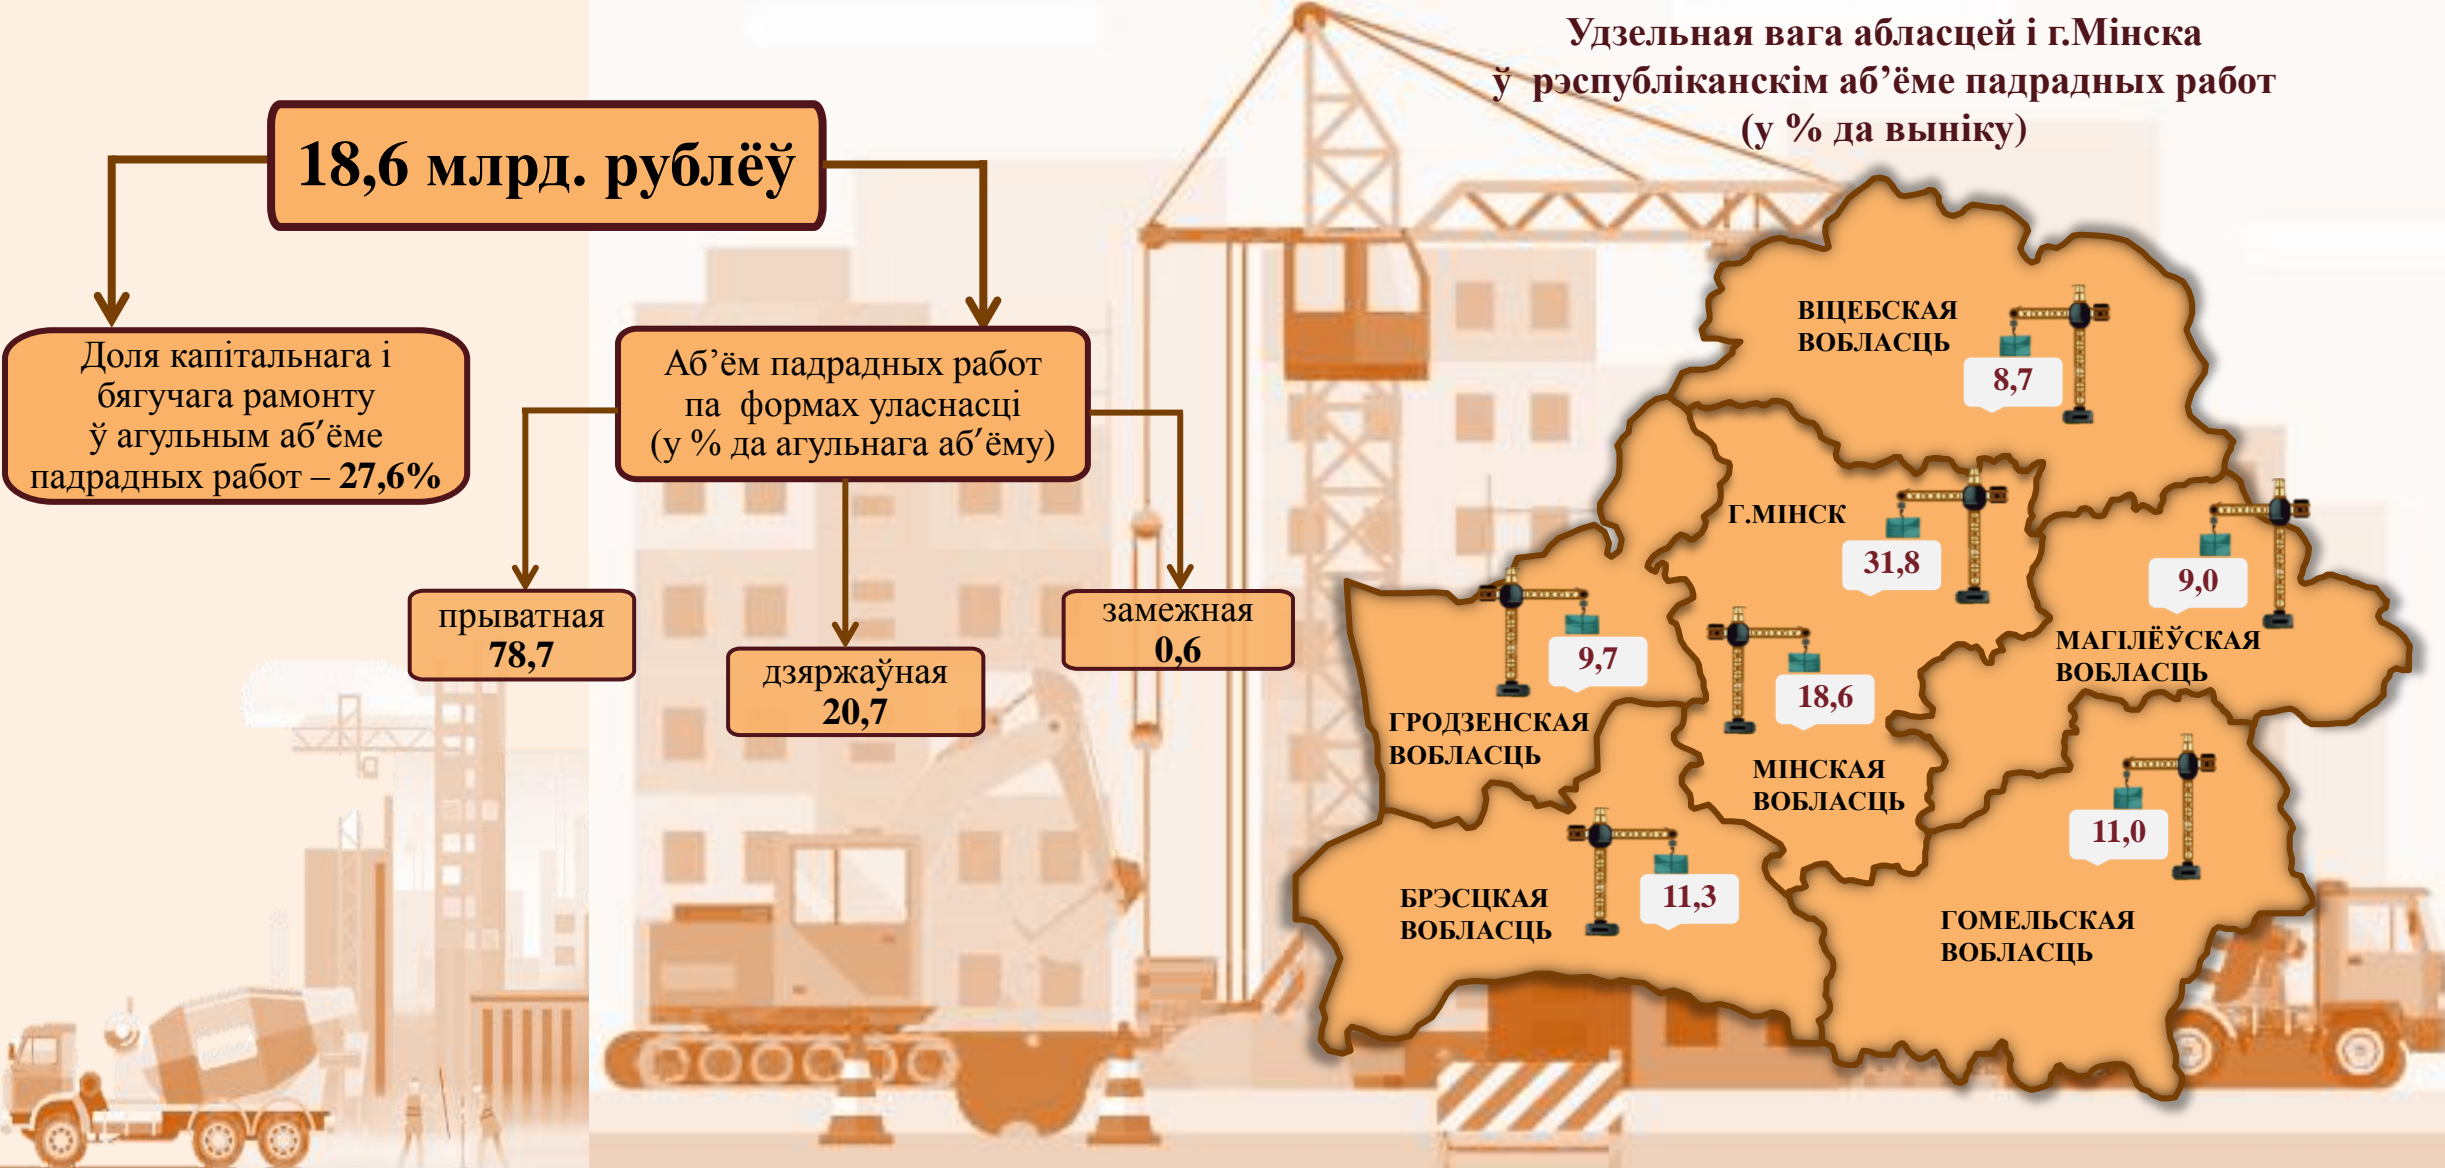 Удзельная вага абласцей і г.Мінска
ў рэспубліканскім аб’ёме падрадных работ
(у % да выніку)
18,6 млрд. рублёў
Доля капітальнага і
бягучага рамонту
ў агульным аб′ёме
падрадных работ – 27,6%
Аб’ём падрадных работ
па формах уласнасці
(у % да агульнага аб′ёму)
прыватная
78,7
дзяржаўная
20,7
замежная
0,6
ВІЦЕБСКАЯ
ВОБЛАСЦЬ
8,7
Г.МІНСК
31,8
9,0
МАГІЛЁЎСКАЯ
ВОБЛАСЦЬ
9,7
ГРОДЗЕНСКАЯ
ВОБЛАСЦЬ
18,6
МІНСКАЯ
ВОБЛАСЦЬ
11,3
БРЭСЦКАЯ
ВОБЛАСЦЬ
11,0
ГОМЕЛЬСКАЯ
ВОБЛАСЦЬ